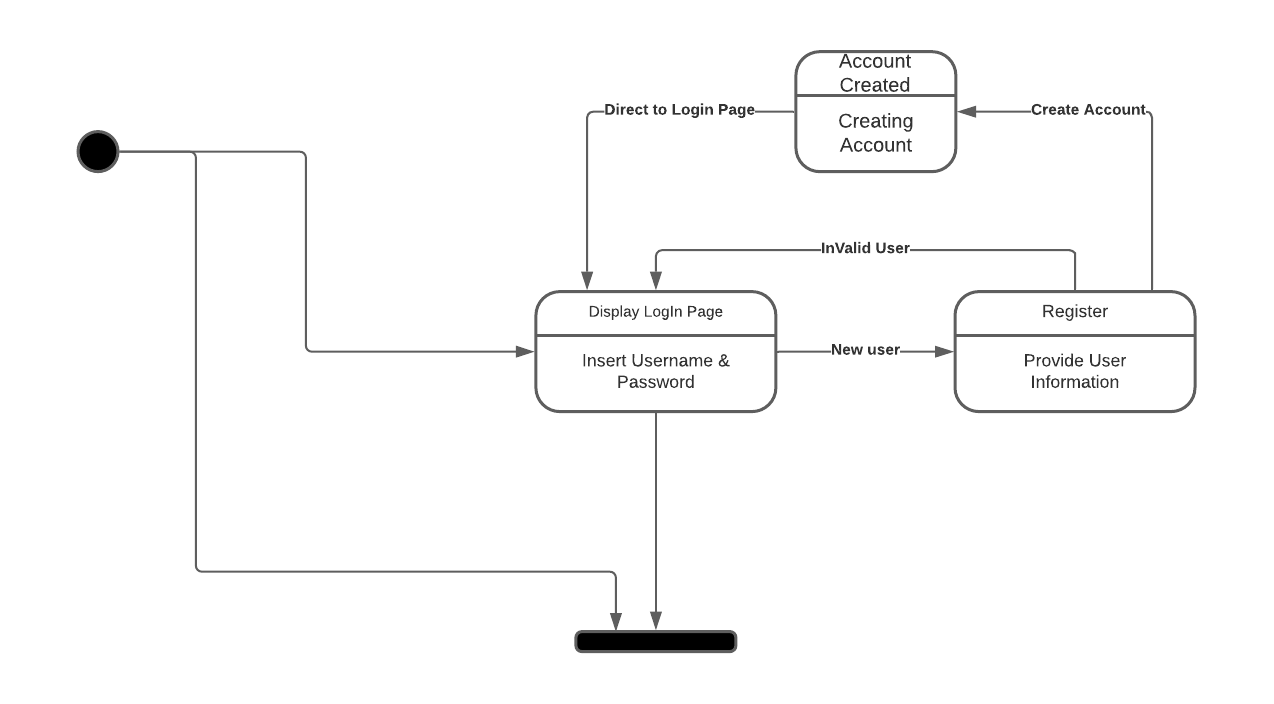 Account
Created
Creating
Account
Direct to Login Page
Create Account
InValid User
Display LogIn Page
Insert Username &
Password
New user
Register
Provide User
Information